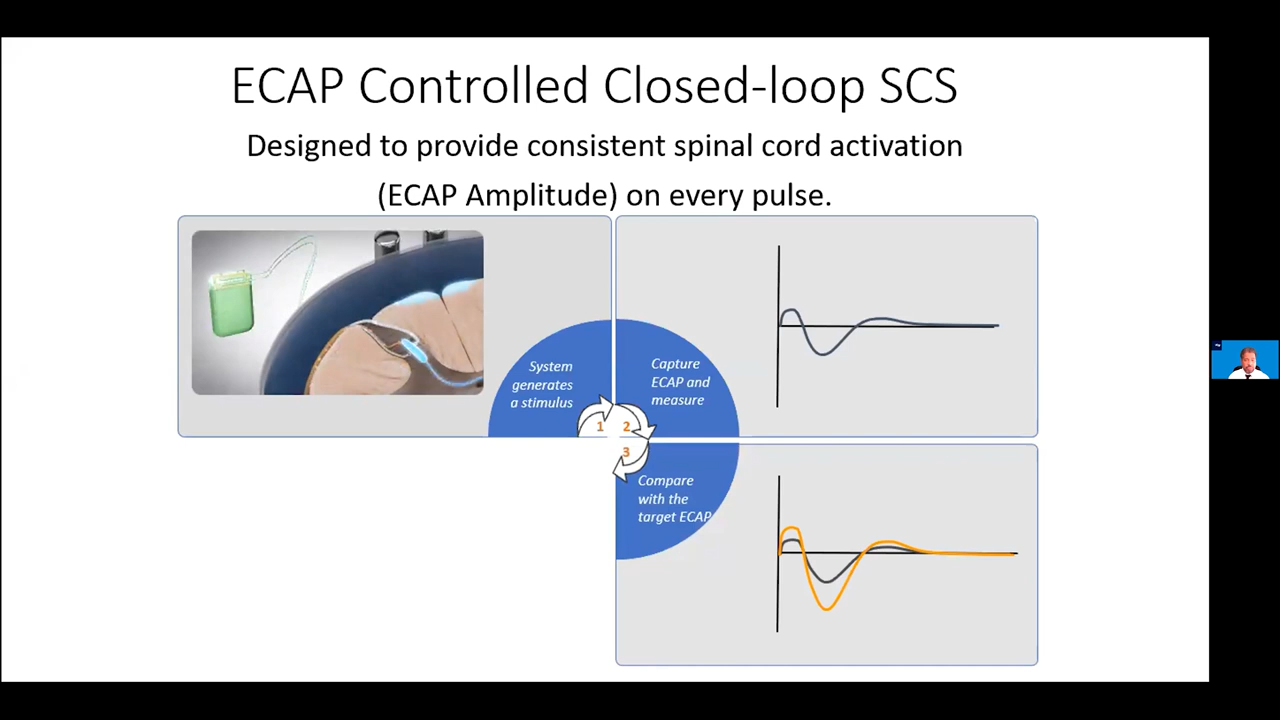 ECAP Controlled Closed-loop SCS
Designed to provide consistent spinal cord activation
(ECAP Amplitude) on every pulse.
System
generates
a stimulus
Capture
ECAP and
measure
1
2
3
Compare
with the
target ECAP